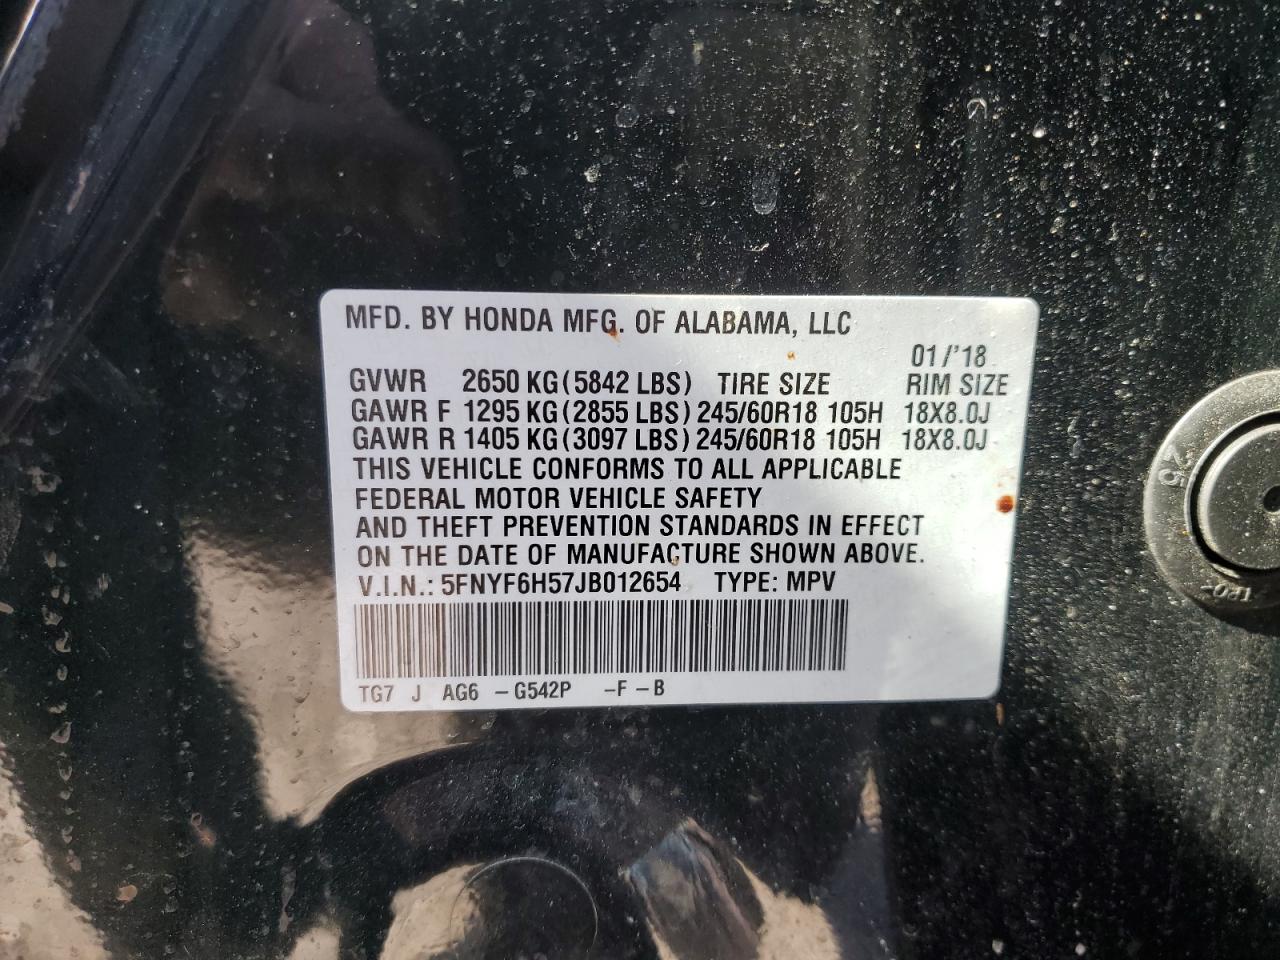 MFD. BY HONDA MFG. OF ALABAMA, LLC
01/'18
GVWR 2650 KG(5842 LBS) TIRE SIZE RIM SIZE
GAWR F 1295 KG(2855 LBS)245/60R18 105H 18X8.0J
GAWR R 1405 KG(3097 LBS)245/60R18 105H 18X8.0J
THIS VEHICLE CONFORMS TO ALL APPLICABLE
FEDERAL MOTOR VEHICLE SAFETY
AND THEFT PREVENTION STANDARDS IN EFFECT
ON THE DATE OF MANUFACTURE SHOWN ABOVE.
V.I.N.: 5FNYF6H57JB012654 TYPE: MPV
TG7 J AG6 -G542P -F-B
25